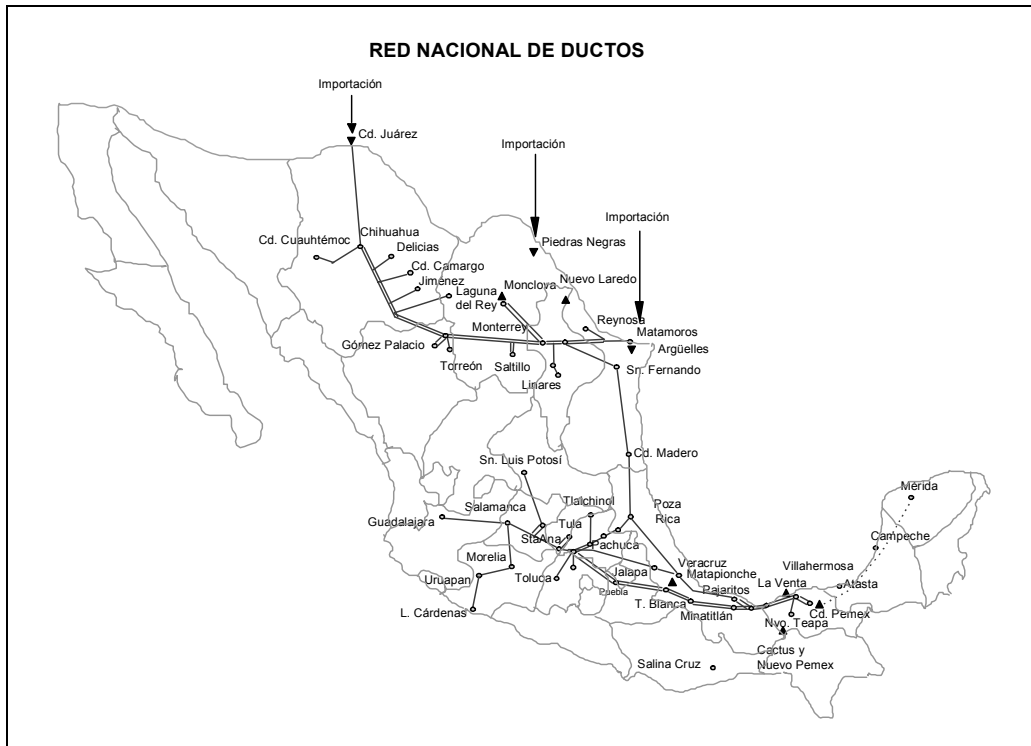 RED NACIONAL DE DUCTOS
Importación
Cd. Juárez
Importación
Importación
Chihuahua
Cd. Cuauhtémoc
Delicias
Piedras Negras
Cd. Camargo
Jiménez
Laguna
del Rey
Monclova
Nuevo Laredo
Reynosa
Monterrey
Matamoros
Gómez Palacio
Argüelles
Torreón
Saltillo
Linares
Sn. Fernando
Cd. Madero
Sn. Luis Potosí
Mérida
Tlalchinol
Poza
Rica
Salamanca
Guadalajara
Tula
StaAna
Pachuca
Campeche
Morelia
Veracruz
Villahermosa
Uruapan
Toluca
Jalapa
Matapionche
La Venta
Atasta
Puebla
Pajaritos
L. Cárdenas
T. Blanca
Cd. Pemex
Minatitlán
Nvo. Teapa
Cactus y
Nuevo Pemex
Salina Cruz